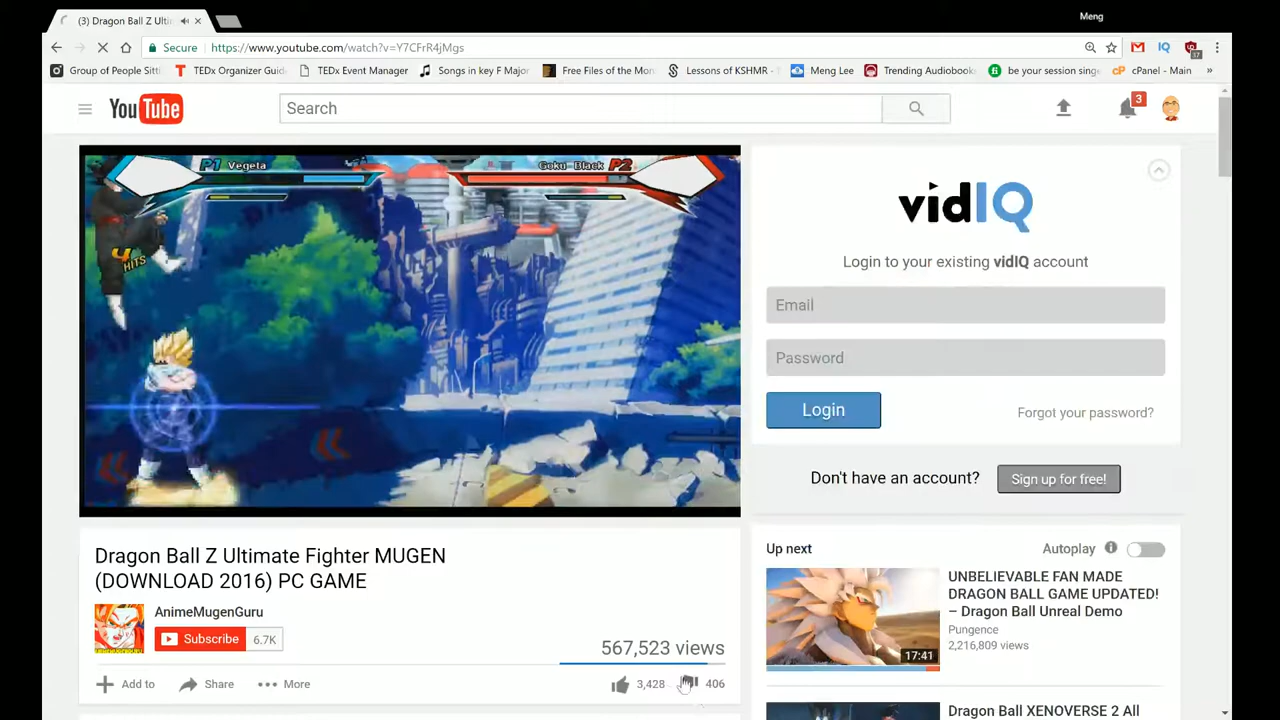 Meng
(3) Dragon Ball Z Ultin
Secure https://www.youtube.com/watch?v=Y7CFrR4jMgs
17
Group of People Sitti TEDx Organizer Guid TEDx Event Manager Songs in key F Major Free Files of the Mon Lessons of KSHMR - Meng Lee Trending Audiobook be your session sing cPanel - Main »
YouTube
Search
3
P1 Vegeta
Goku Black P2
4 HITS
vidIQ
Login to your existing vidIQ account
Email
Password
Login
Forgot your password?
Don't have an account?
Sign up for free!
Dragon Ball Z Ultimate Fighter MUGEN
(DOWNLOAD 2016) PC GAME
AnimeMugenGuru
Subscribe 6.7K
567,523 views
Add to Share More
3,428 406
Up next
Autoplay
UNBELIEVABLE FAN MADE
DRAGON BALL GAME UPDATED!
– Dragon Ball Unreal Demo
Pungence
2,216,809 views
17:41
Dragon Ball XENOVERSE 2 All